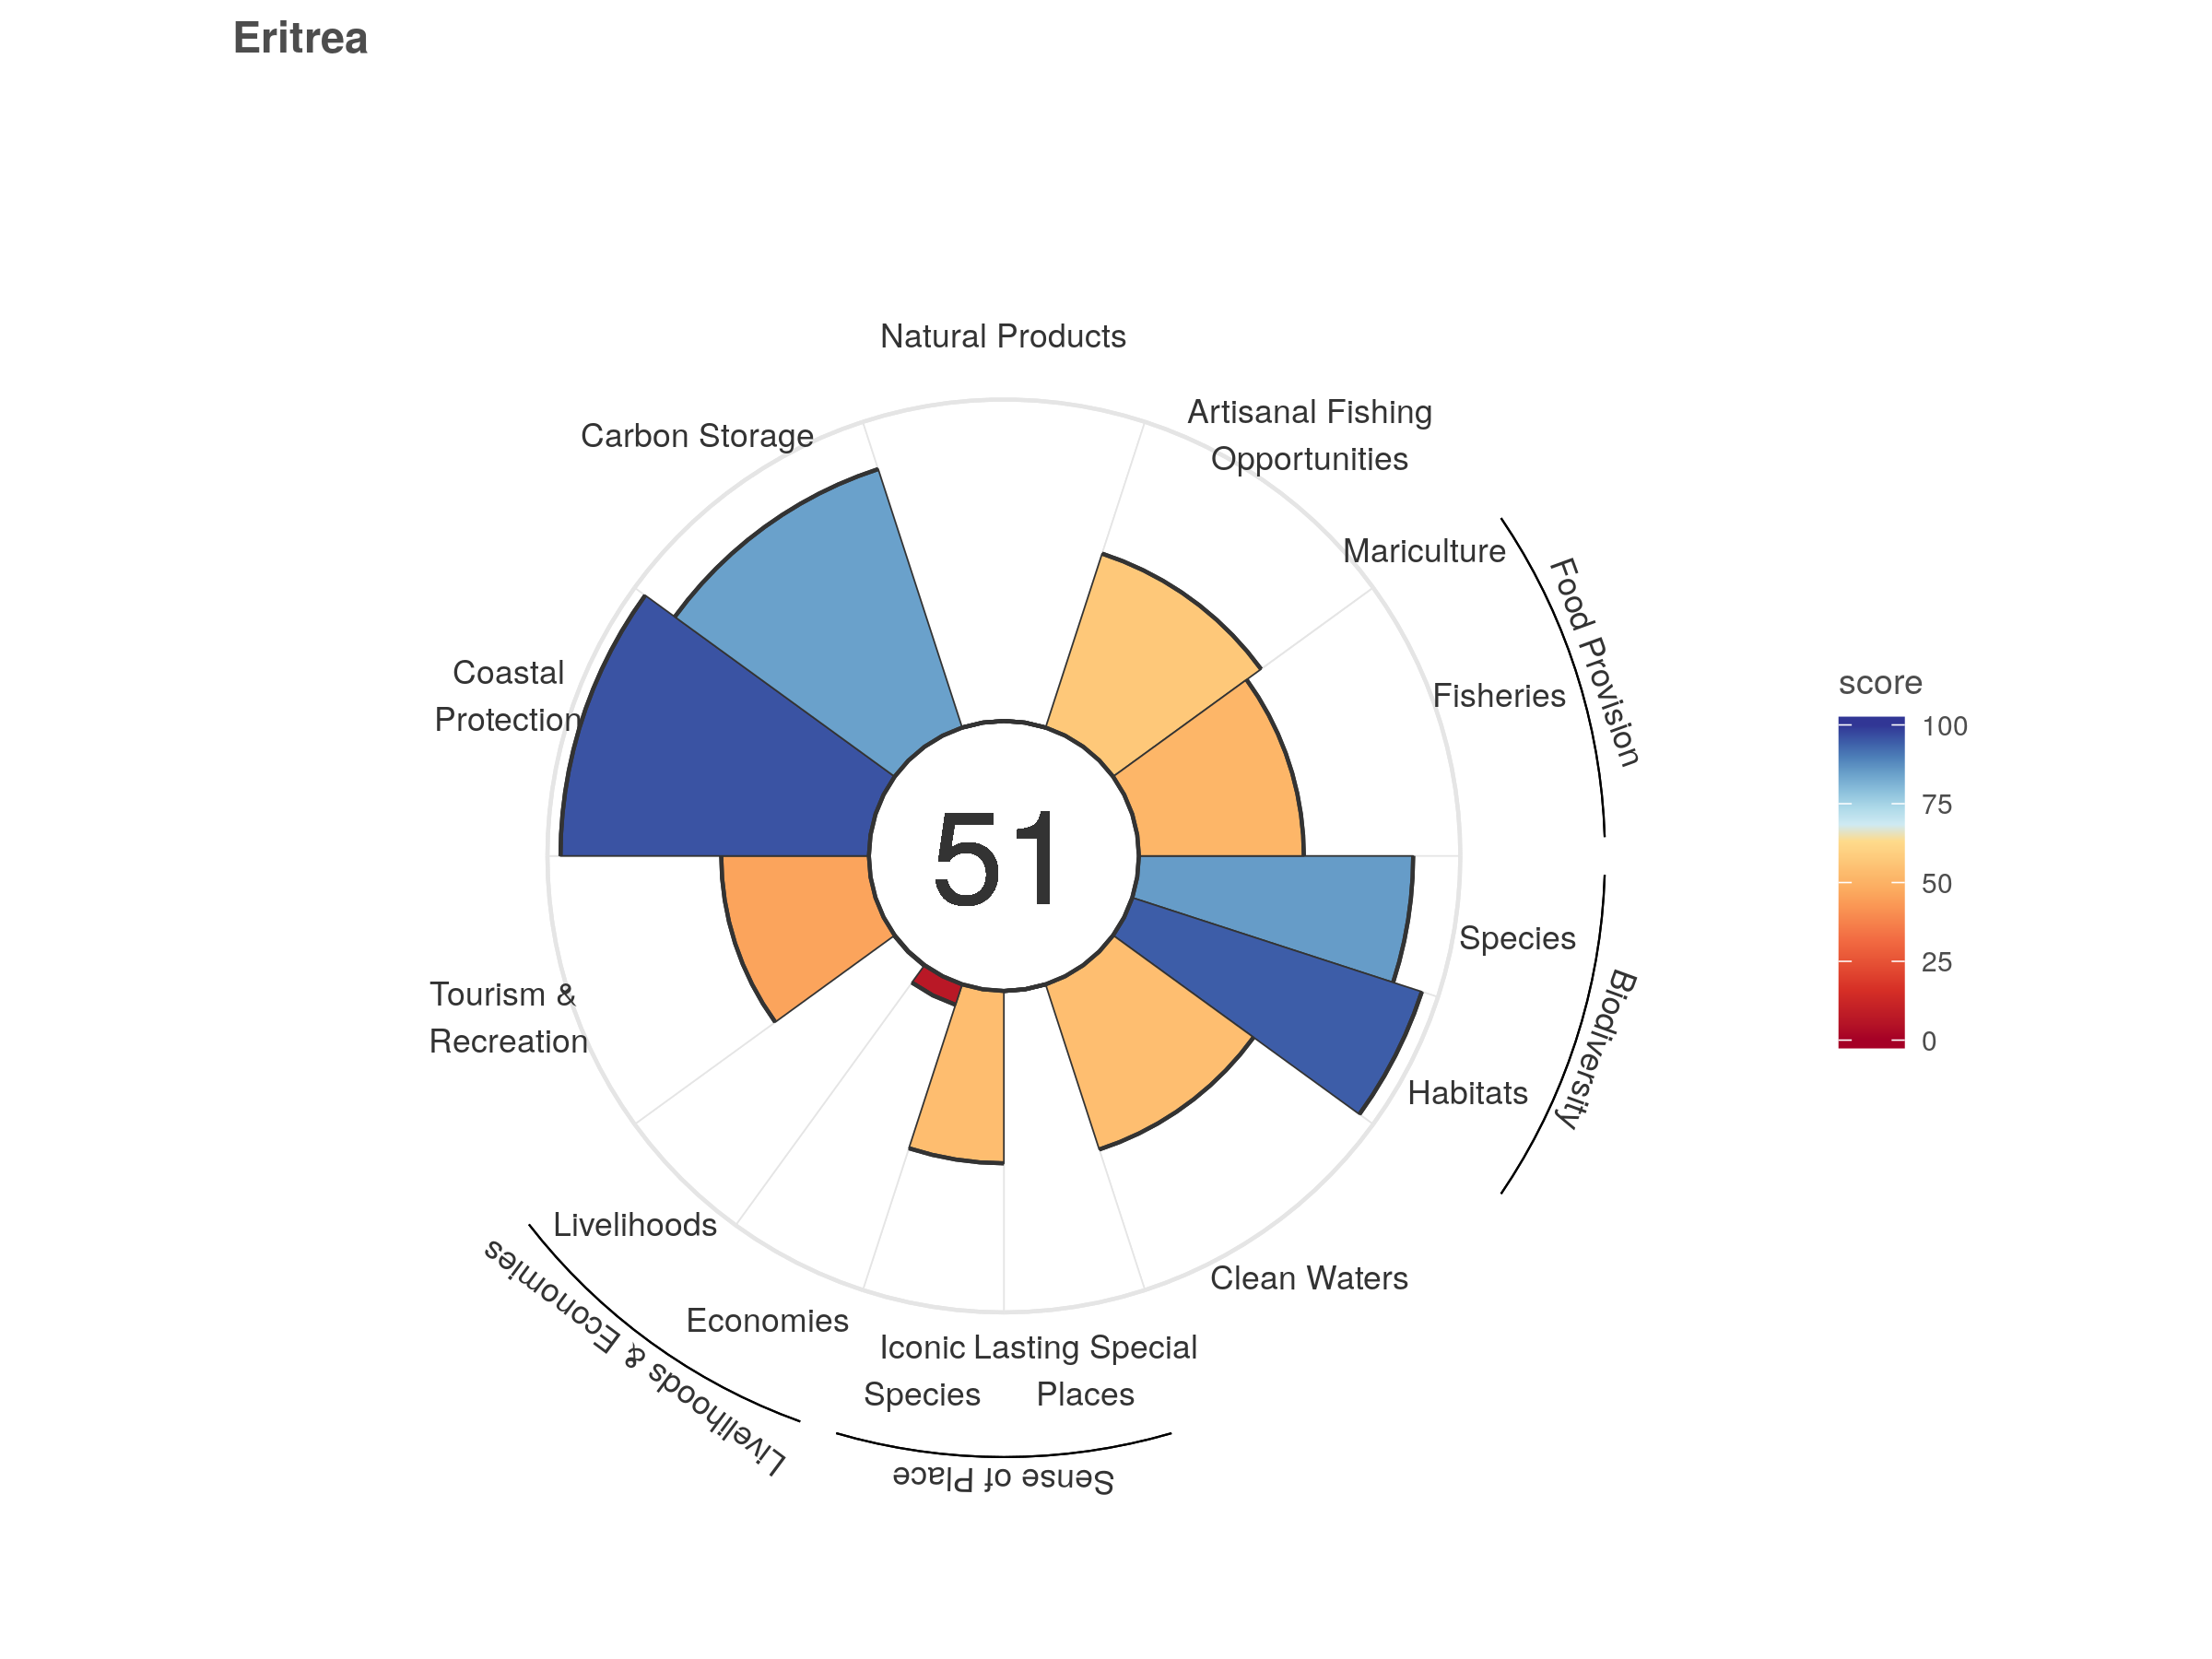 Eritrea
Natural Products
Artisanal Fishing
Opportunities
Carbon Storage
Mariculture
Food Provision
Fisheries
Coastal
Protection
score
100
75
50
25
0
51
Species
Biodiversity
Habitats
Tourism &
Recreation
Livelihoods
Livelihoods & Economies
Economies
Clean Waters
Iconic
Species
Lasting Special
Places
Sense of Place